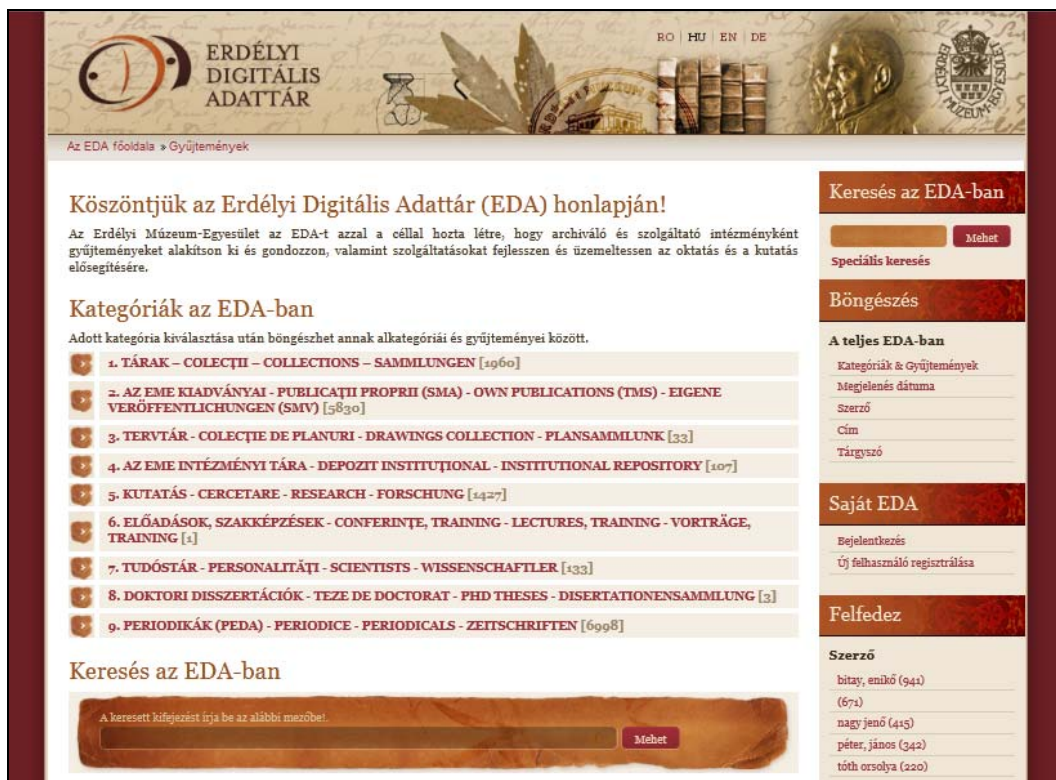 ERDÉLYI
DIGITÁLIS
ADATTÁR
RO | HU | EN | DE
ERDÉLYI MÚZEUM-EGYESÜLET
Az EDA főoldala » Gyűjtemények
Köszöntjük az Erdélyi Digitális Adattár (EDA) honlapján!
Az Erdélyi Múzeum-Egyesület az EDA-t azzal a céllal hozta létre, hogy archiváló és szolgáltató intézményként
gyűjteményeket alakítson ki és gondozzon, valamint szolgáltatásokat fejlesszen és üzemeltessen az oktatás és a kutatás
elősegítésére.
Kategóriák az EDA-ban
Adott kategória kiválasztása után böngészhet annak alkategóriái és gyűjteményei között.
1. TÁRAK – COLECȚII – COLLECTIONS – SAMMLUNGEN [1960]
2. AZ EME KIADVÁNYAI - PUBLICAȚII PROPRII (SMA) - OWN PUBLICATIONS (TMS) - EIGENE
VERÖFFENTLICHUNGEN (SMV) [5830]
3. TERVTÁR - COLECȚIE DE PLANURI - DRAWINGS COLLECTION - PLANSAMMLUNK [33]
4. AZ EME INTÉZMÉNYI TÁRA - DEPOZIT INSTITUȚIONAL - INSTITUTIONAL REPOSITORY [107]
5. KUTATÁS - CERCETARE - RESEARCH - FORSCHUNG [1427]
6. ELŐADÁSOK, SZAKKÉPZÉSEK - CONFERINȚE, TRAINING - LECTURES, TRAINING - VORTRÄGE,
TRAINING [1]
7. TUDÓSTÁR - PERSONALITĂȚI - SCIENTISTS - WISSENSCHAFTLER [133]
8. DOKTORI DISSZERTÁCIÓK - TEZE DE DOCTORAT - PHD THESES - DISERTATIONENSAMMLUNG [3]
9. PERIODIKÁK (PEDA) - PERIODICE - PERIODICALS - ZEITSCHRIFTEN [6998]
Keresés az EDA-ban
A keresett kifejezést írja be az alábbi mezőbe!.
Mehet
Keresés az EDA-ban
Mehet
Speciális keresés
Böngészés
A teljes EDA-ban
Kategóriák & Gyűjtemények
Megjelenés dátuma
Szerző
Cím
Tárgyszó
Saját EDA
Bejelentkezés
Új felhasználó regisztrálása
Felfedez
Szerző
bitay, enikő (941)
(671)
nagy jenő (415)
péter, jános (342)
tóth orsolya (220)